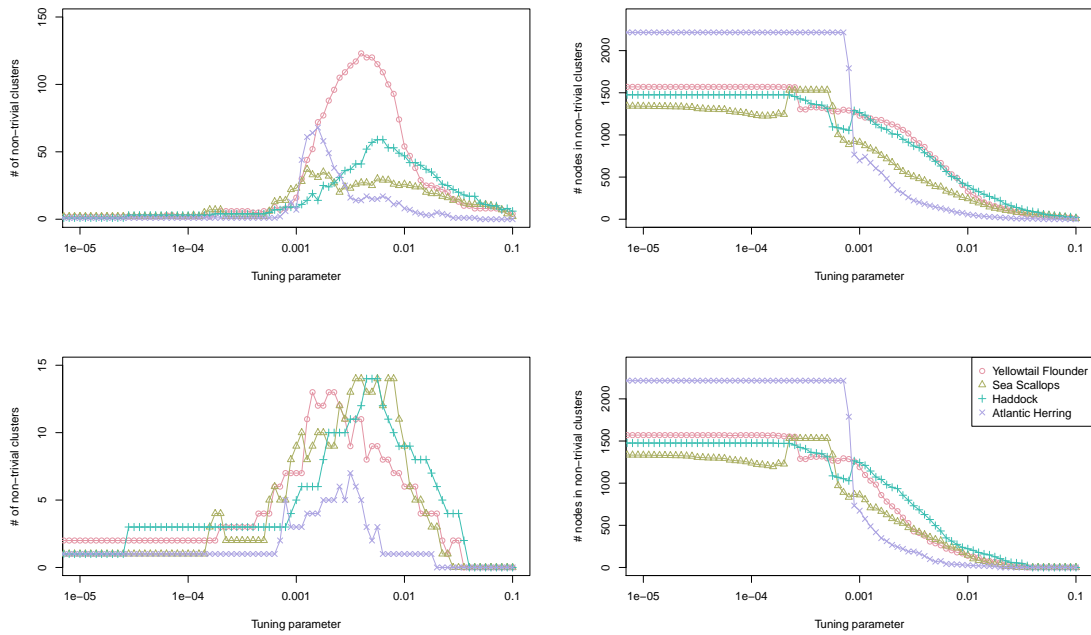 # of non−trivial clusters
150
100
50
0
1e−05
1e−04
0.001
0.01
0.1
Tuning parameter
# nodes in non−trivial clusters
2000
1500
1000
500
0
1e−05
1e−04
0.001
0.01
0.1
Tuning parameter
# of non−trivial clusters
15
10
5
0
1e−05
1e−04
0.001
0.01
0.1
Tuning parameter
# nodes in non−trivial clusters
2000
1500
1000
500
0
1e−05
1e−04
0.001
0.01
0.1
Tuning parameter
Yellowtail Flounder
Sea Scallops
Haddock
Atlantic Herring